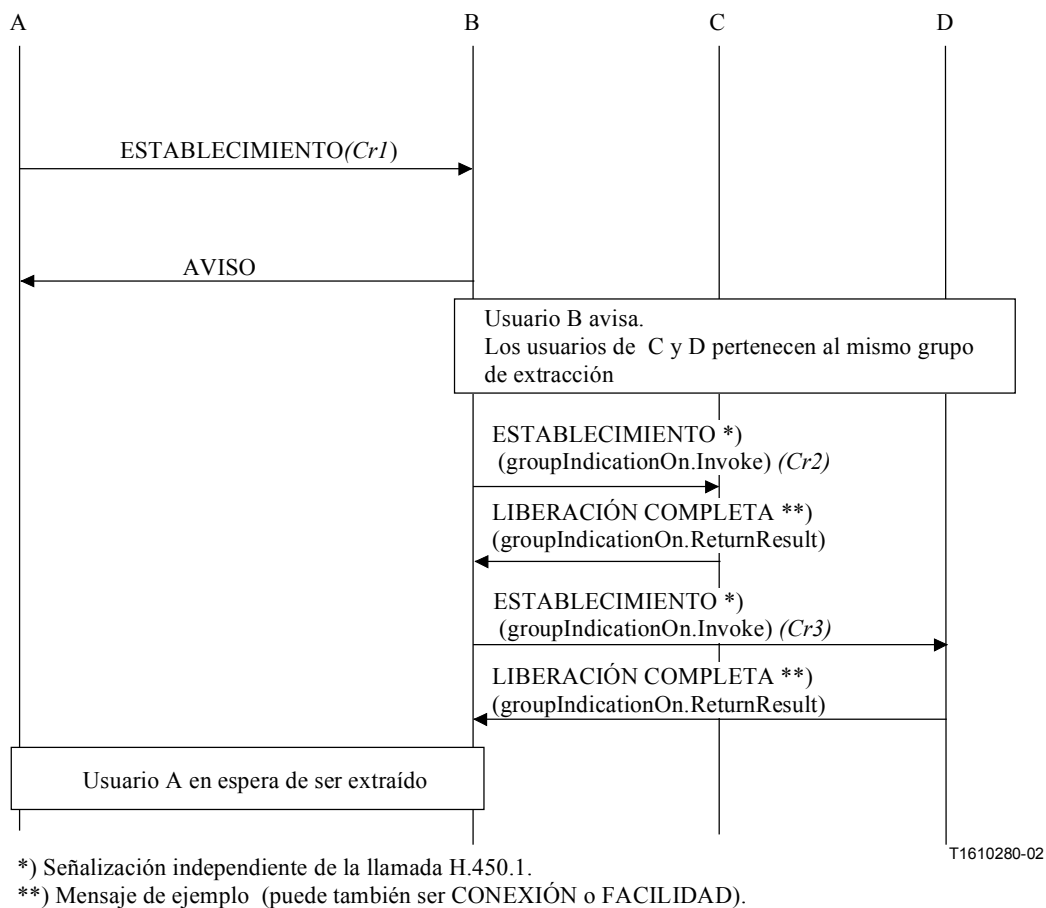 A B C D
ESTABLECIMIENTO(Cr1)
AVISO
Usuario B avisa.
Los usuarios de C y D pertenecen al mismo grupo
de extracción
ESTABLECIMIENTO *)
(groupIndicationOn.Invoke) (Cr2)
LIBERACIÓN COMPLETA **)
(groupIndicationOn.ReturnResult)
ESTABLECIMIENTO *)
(groupIndicationOn.Invoke) (Cr3)
LIBERACIÓN COMPLETA **)
(groupIndicationOn.ReturnResult)
Usuario A en espera de ser extraído
T1610280-02
*) Señalización independiente de la llamada H.450.1.
**) Mensaje de ejemplo (puede también ser CONEXIÓN o FACILIDAD).